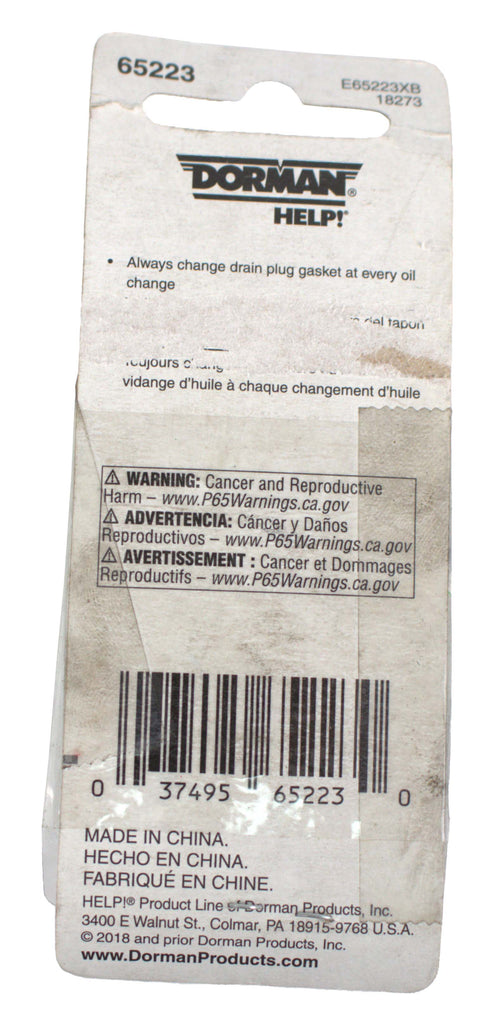 65223
E65223XB
18273
DORMAN®
HELP!®
• Always change drain plug gasket at every oil
change
del tapon
Toujours
vidange d'huile à chaque changement d'huile
⚠ WARNING: Cancer and Reproductive
Harm – www.P65Warnings.ca.gov
⚠ ADVERTENCIA: Cáncer y Daños
Reproductivos – www.P65Warnings.ca.gov
⚠ AVERTISSEMENT : Cancer et Dommages
Reproductifs – www.P65Warnings.ca.gov
0 37495 65223 0
MADE IN CHINA.
HECHO EN CHINA.
FABRIQUÉ EN CHINE.
HELP!® Product Line of Dorman Products, Inc.
3400 E Walnut St., Colmar, PA 18915-9768 U.S.A.
© 2018 and prior Dorman Products, Inc.
www.DormanProducts.com